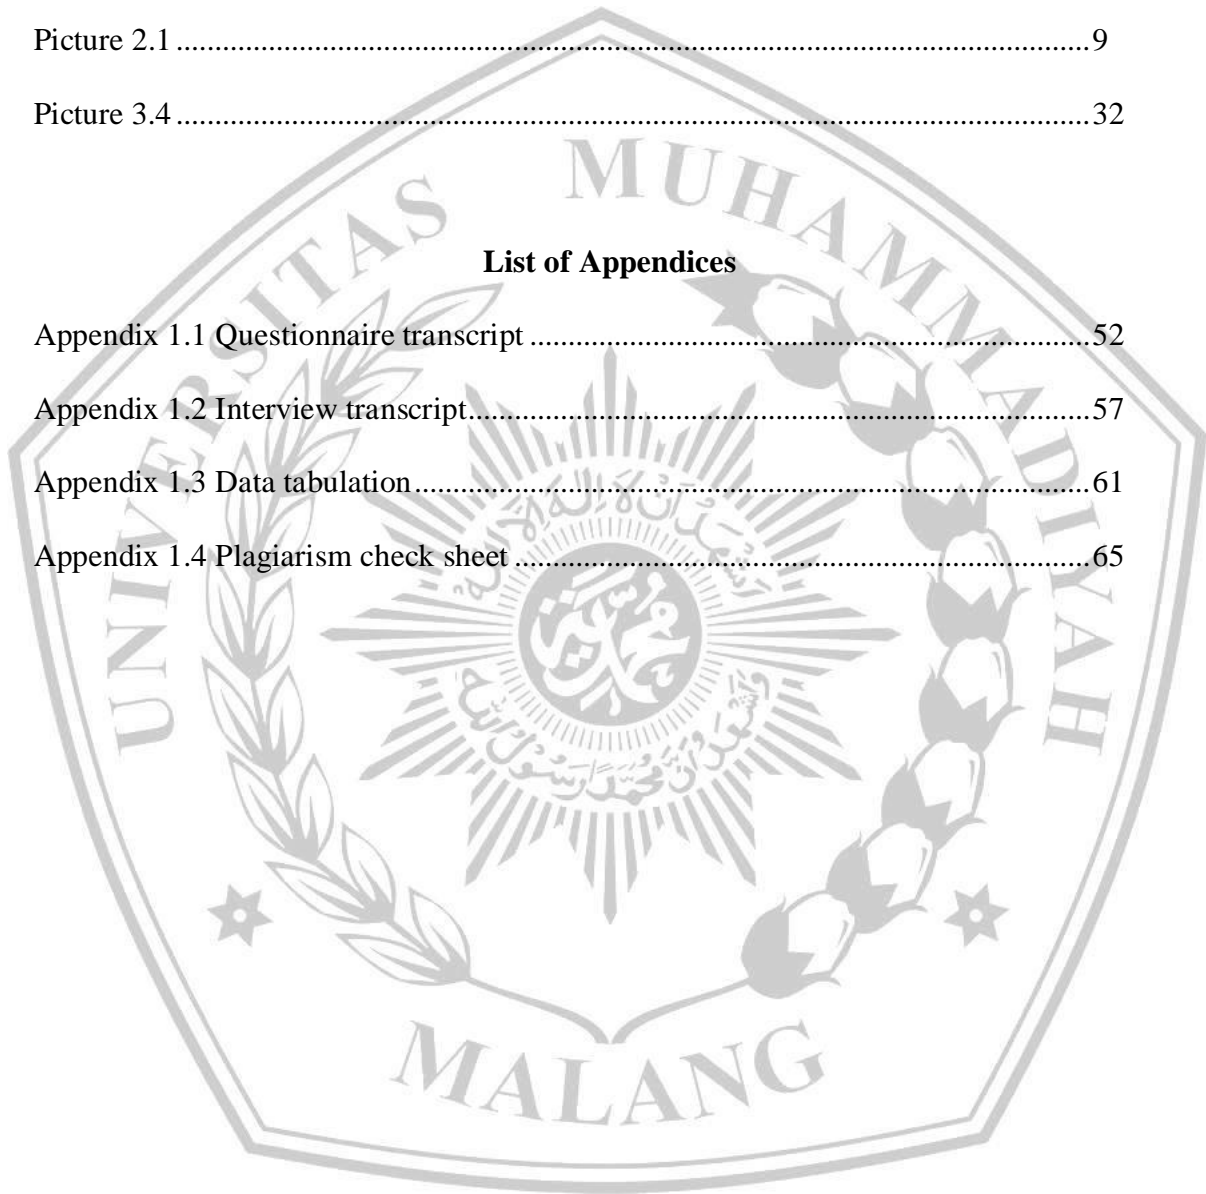 Picture 2.1 ........................................................................................................................9
Picture 3.4 ........................................................................................................................32
UNIVERSITAS MUHAMMADIYAH
List of Appendices
Appendix 1.1 Questionnaire transcript .........................................................................52
Appendix 1.2 Interview transcript.................................................................................57
Appendix 1.3 Data tabulation........................................................................................61
Appendix 1.4 Plagiarism check sheet ...........................................................................65
MALANG